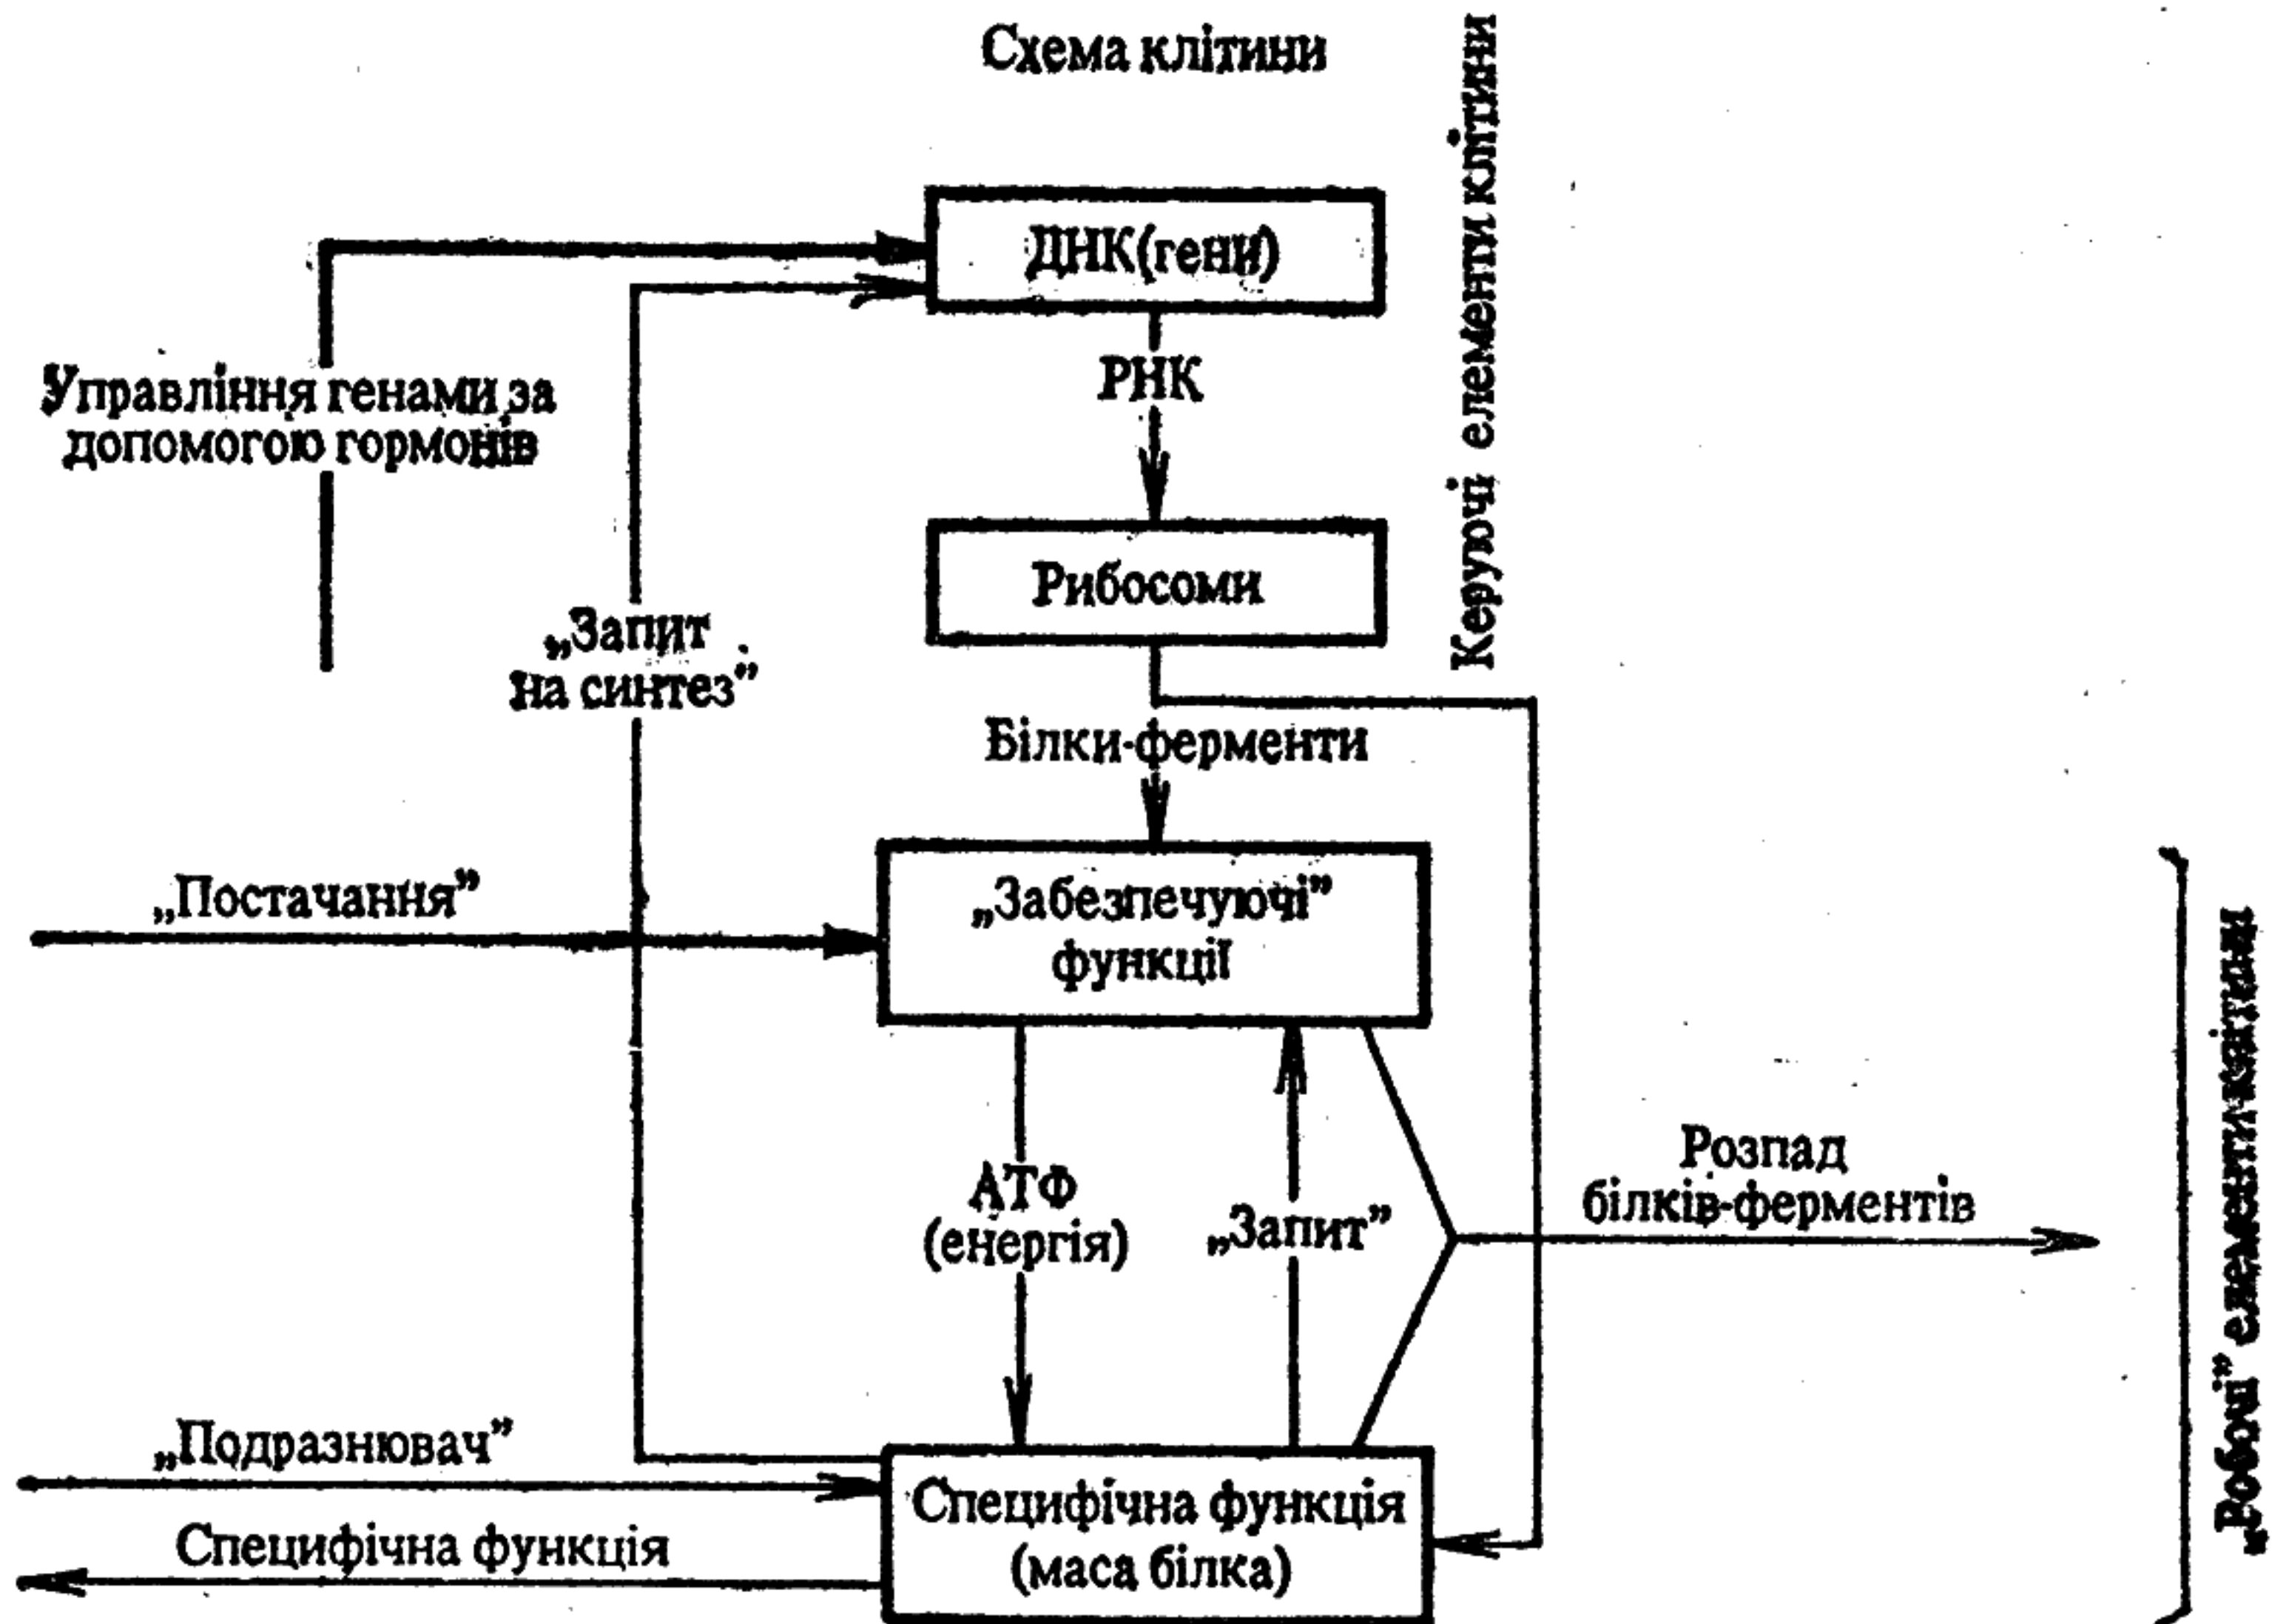 Схема клітини
Керуючі елементи клітини
ДНК(гени)
РНК
Управління генами за
допомогою гормонів
Рибосоми
„Запит
на синтез”
Білки-ферменти
„Постачання”
„Забезпечуючі”
функції
АТФ
(енергія)
„Запит”
Розпад
білків-ферментів
„Робочі” елементи клітини
„Подразнювач”
Специфічна функція
Специфічна функція
(маса білка)